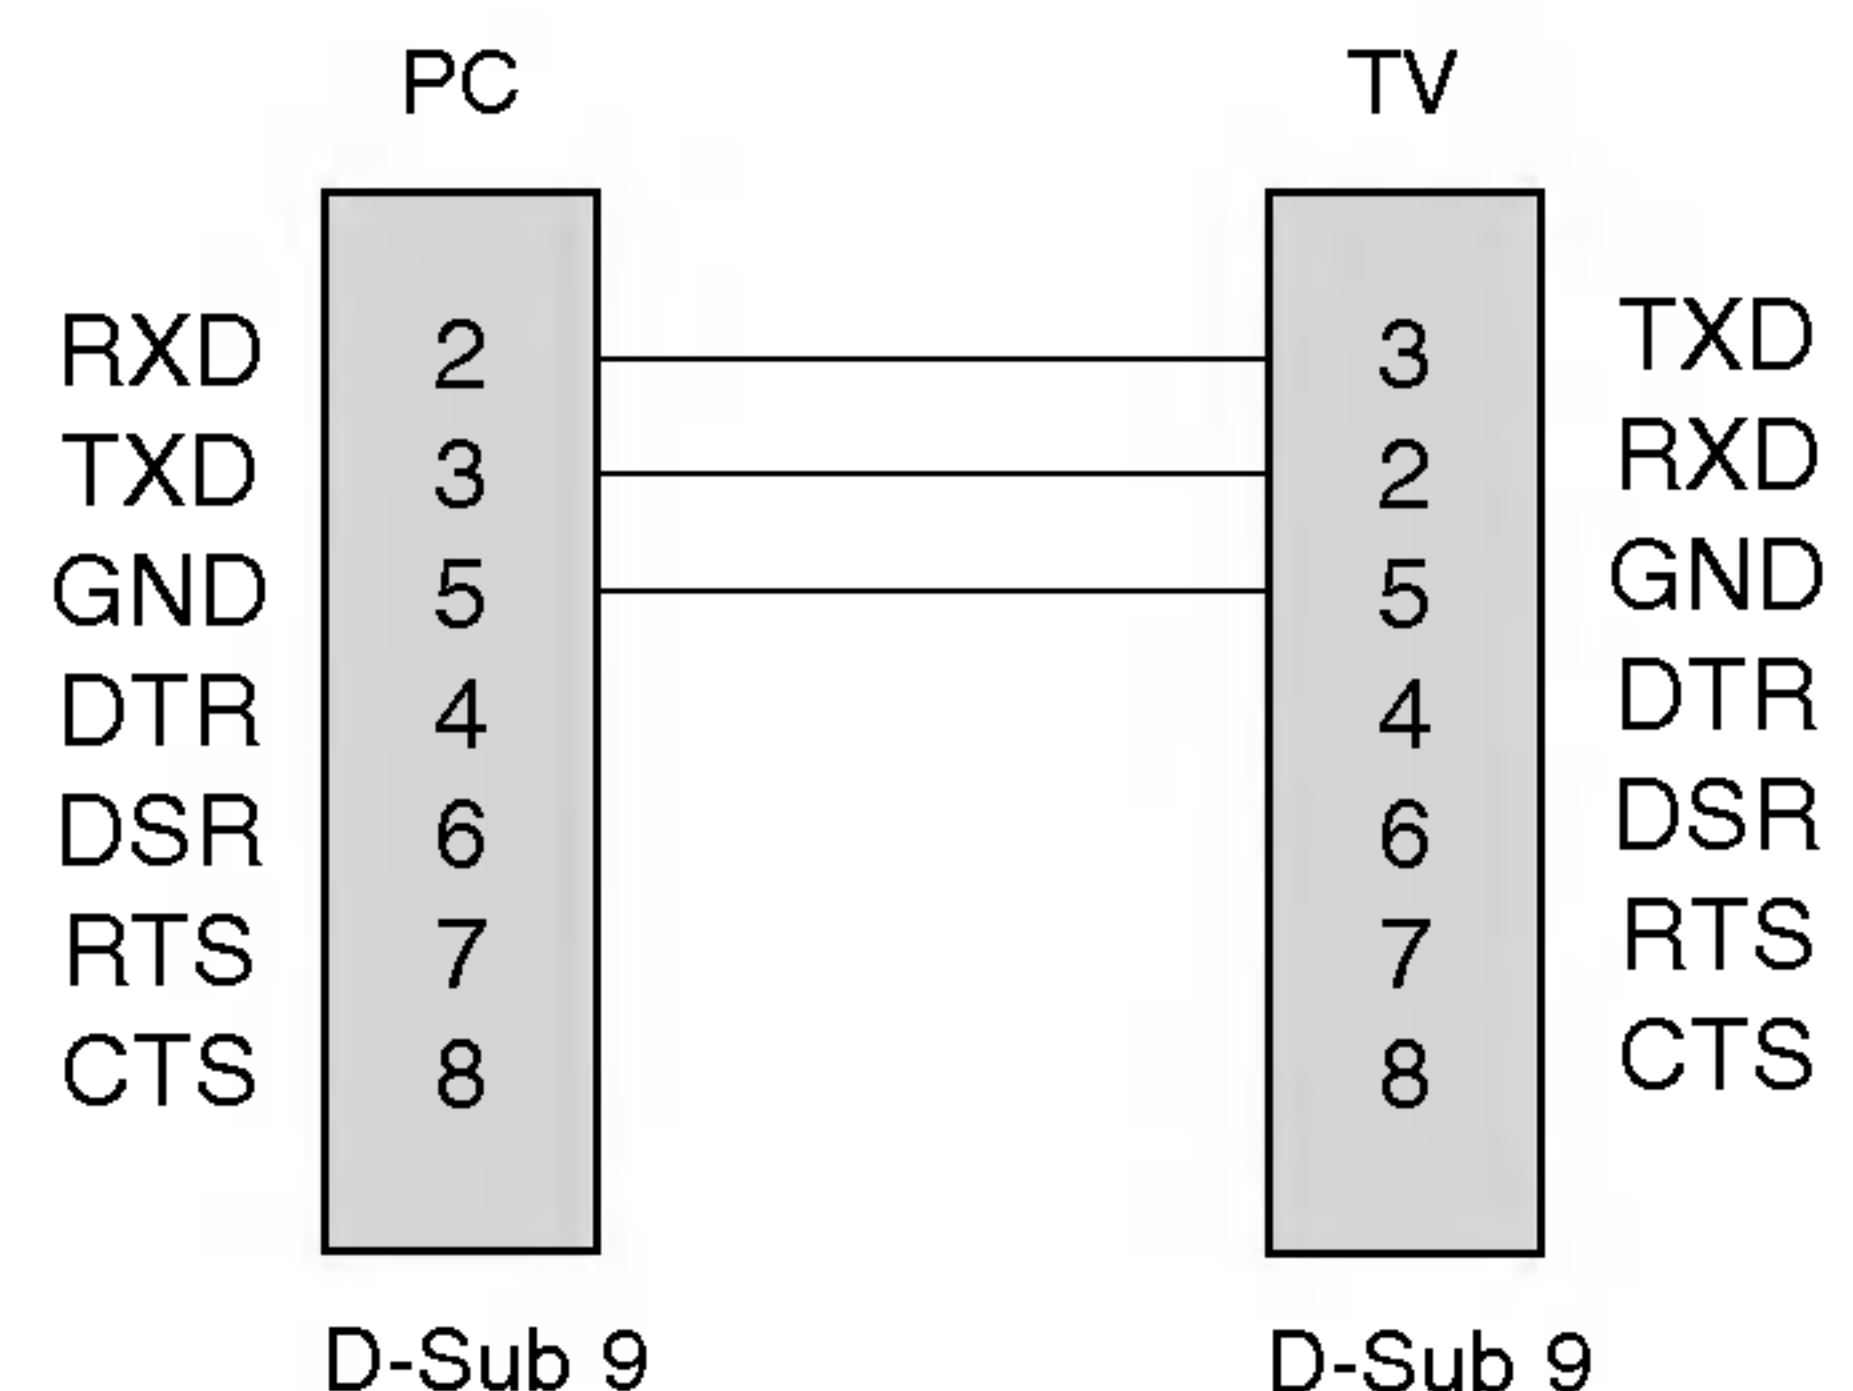 PC TV
RXD 2 3 TXD
TXD 3 2 RXD
GND 5 5 GND
DTR 4 4 DTR
DSR 6 6 DSR
RTS 7 7 RTS
CTS 8 8 CTS
D-Sub 9 D-Sub 9